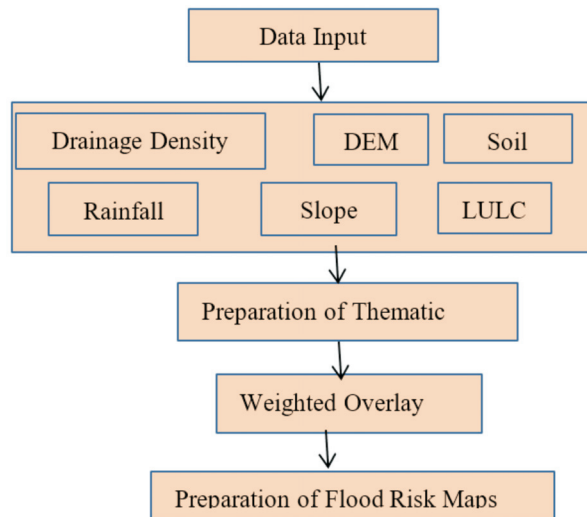 Data Input
Drainage Density
DEM
Soil
Rainfall
Slope
LULC
Preparation of Thematic
Weighted Overlay
Preparation of Flood Risk Maps